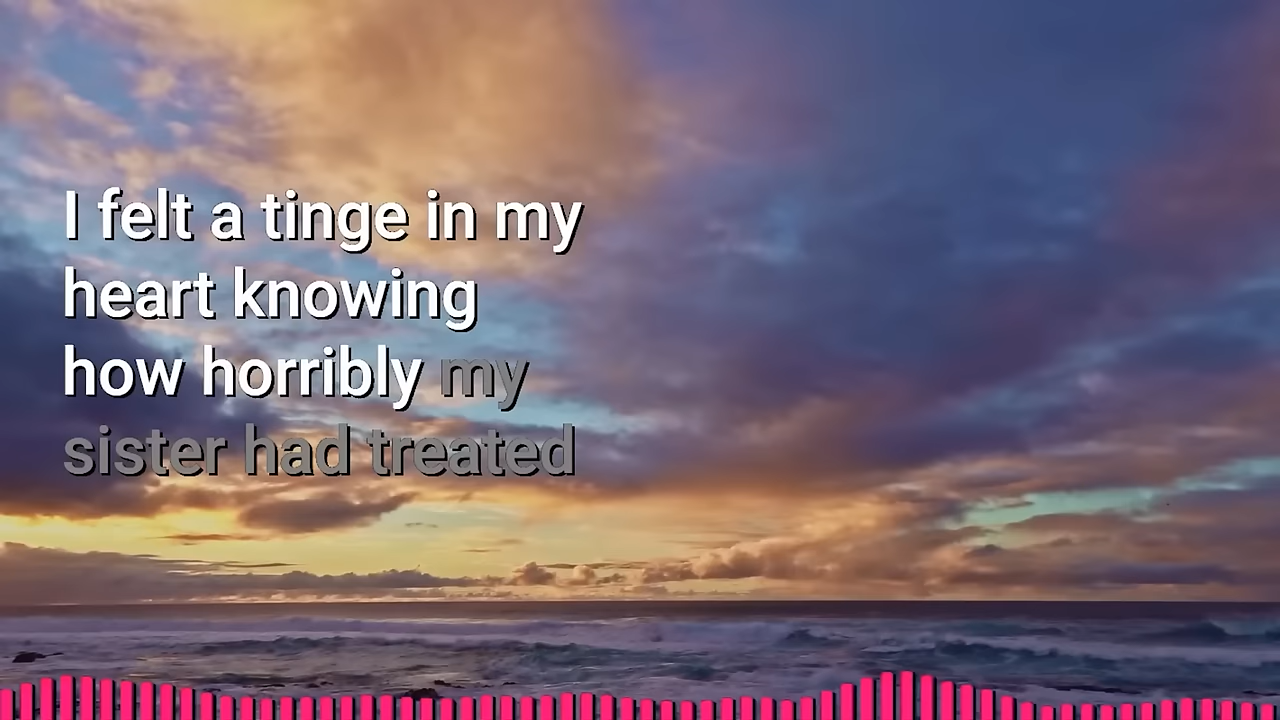 I felt a tinge in my
heart knowing
how horribly my
sister had treated